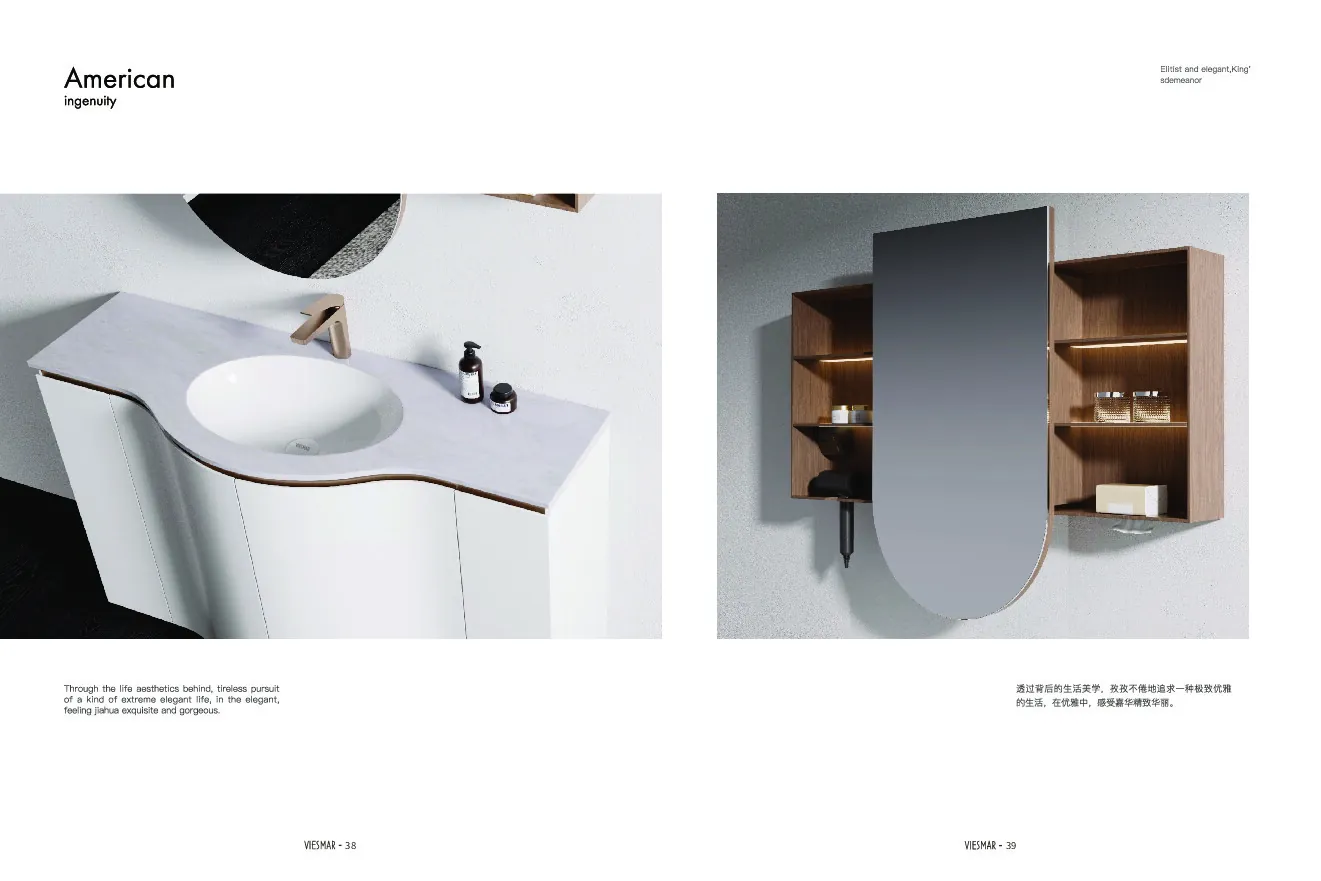 American
ingenuity
Elitist and elegant,King'
sdemeanor
Through the life aesthetics behind, tireless pursuit
of a kind of extreme elegant life, in the elegant,
feeling jiahua exquisite and gorgeous.
透过背后的生活美学，孜孜不倦地追求一种极致优雅
的生活，在优雅中，感受嘉华精致华丽。
VIESMAR - 38
VIESMAR - 39